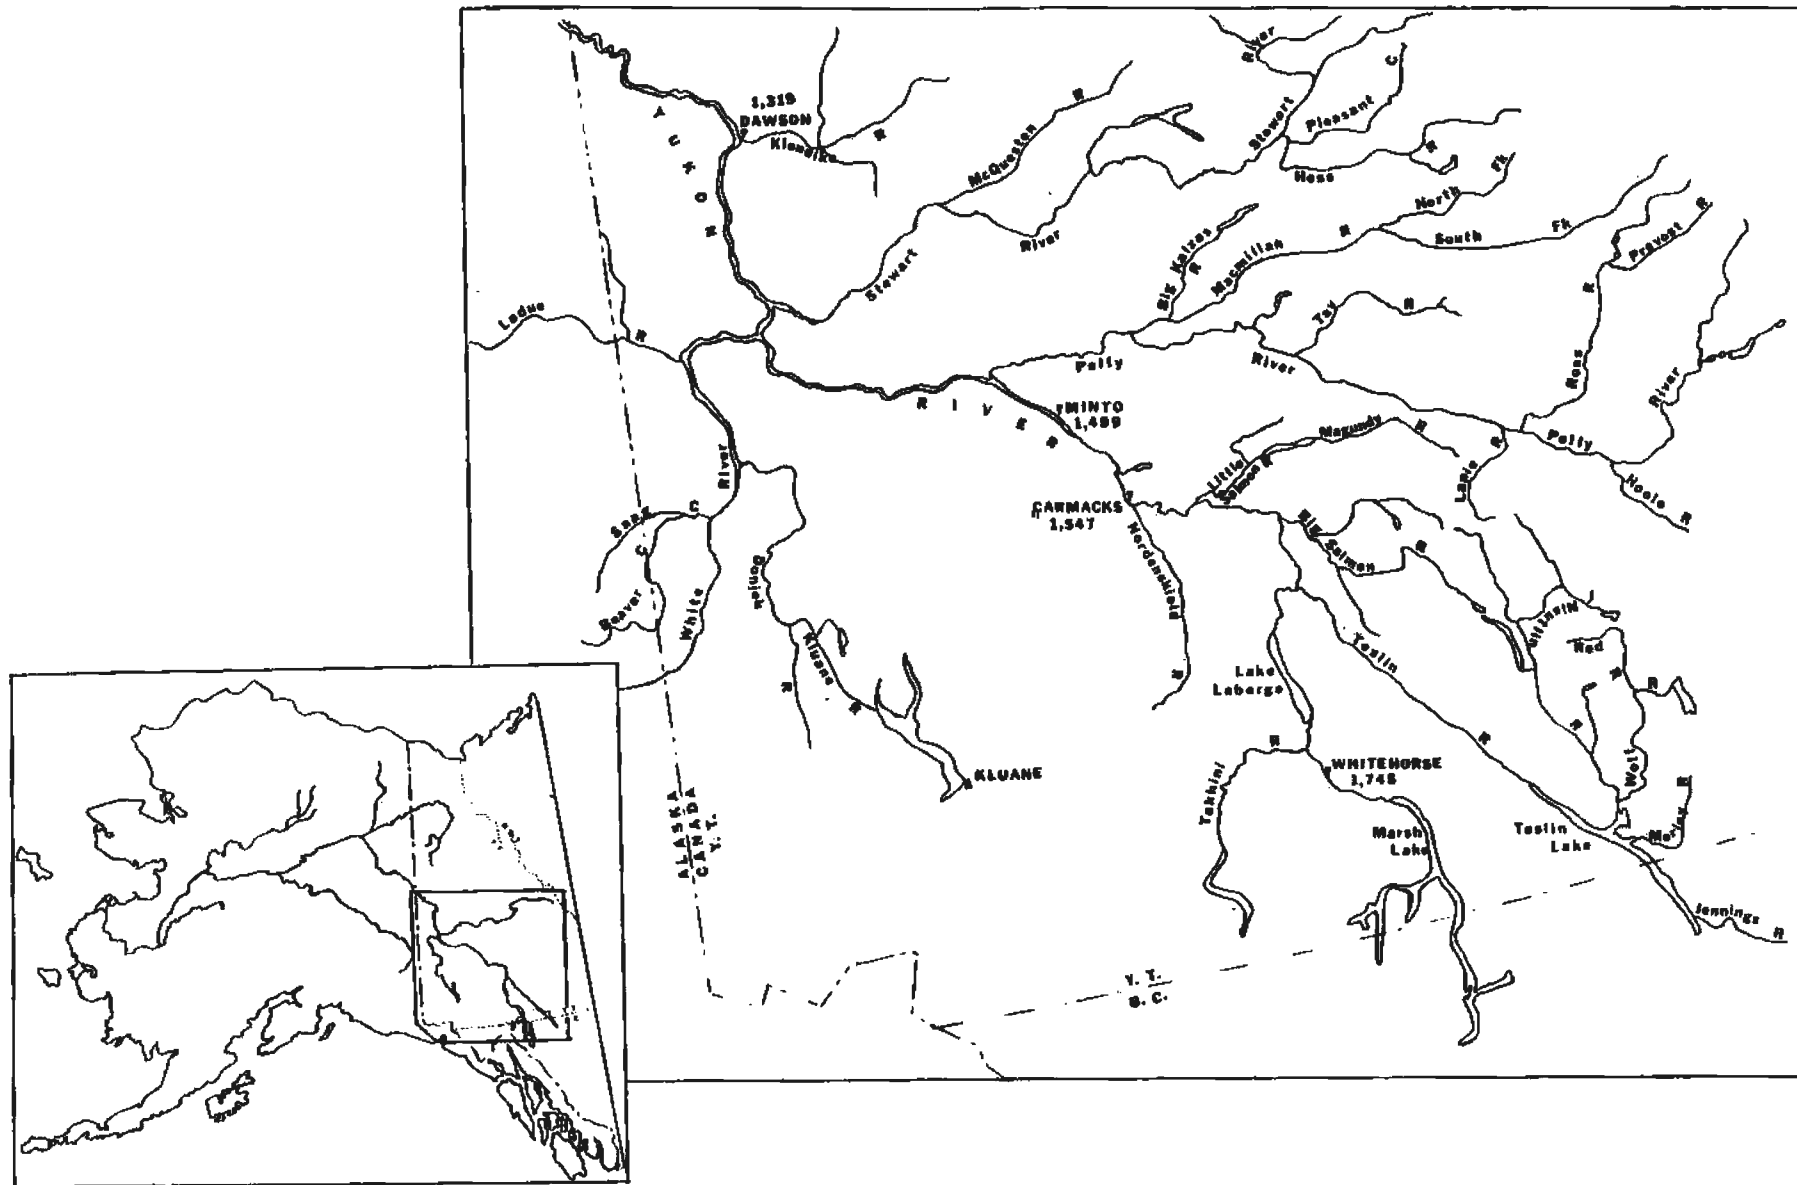 1,319
DAWSON
YUKON
Klondike
R
McQuesten R
Stewart
River
River
Stewart
Pleasant C
Hess R
Big Kalzas
R
Macmillan R
North Fk
South Fk
Prevost R
Ross R
River
Ladue R
Tay R
Pelly
River
Pelly
RIVER
MINTO
1,499
Little
Salmon R
Magundy R
Lapie R
Hoole R
CARMACKS
1,547
Nordenskiold
R
Big
Salmon
R
Nisutlin
R
Red
R
R
Wolf
River
Snag C
C
Beaver
White
Donjek
R
Kluane
R
KLUANE
Lake
Laberge
Teslin
R
R
Takhini
WHITEHORSE
1,748
Marsh
Lake
Teslin
Lake
Morley R
Jennings R
ALASKA
CANADA
Y. T.
Y. T.
B. C.